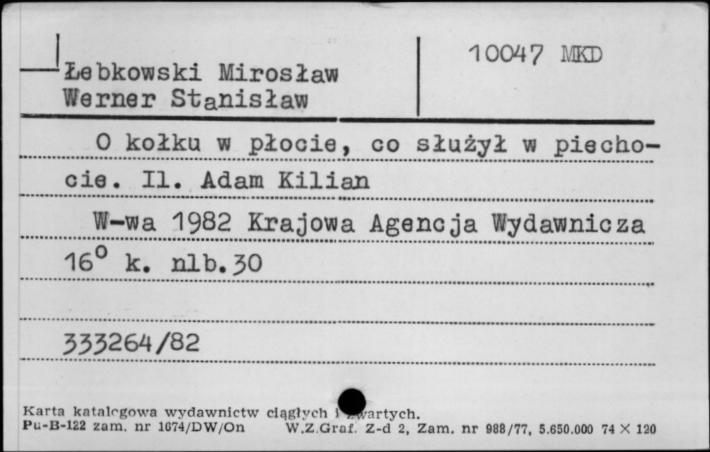 10047 MKD
Łebkowski Mirosław
Werner Stanisław
O kołku w płocie, co służył w piecho-
cie. Il. Adam Kilian
W-wa 1982 Krajowa Agencja Wydawnicza
16° k. nlb.30
333264/82
Karta katalogowa wydawnictw ciągłych i zwartych.
Pu-B-122 zam. nr 1674/DW/On W.Z.Graf. Z-d 2, Zam. nr 988/77, 5.650.000 74 × 120